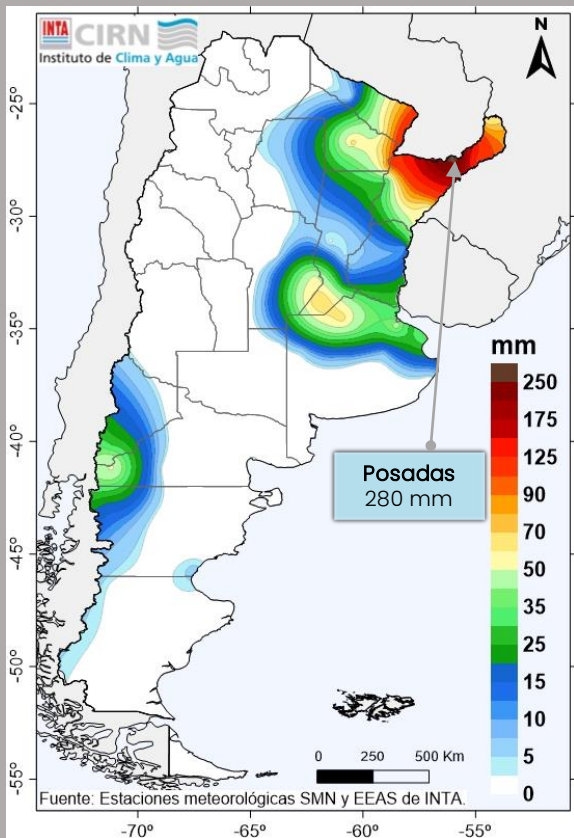 INTA CIRN
Instituto de Clima y Agua
N
-25°
-30°
-35°
-40°
-45°
-50°
-55°
mm
250
175
125
90
70
50
35
25
15
10
5
0
Posadas
280 mm
0 250 500 Km
Fuente: Estaciones meteorológicas SMN y EEAS de INTA.
-70° -65° -60° -55°